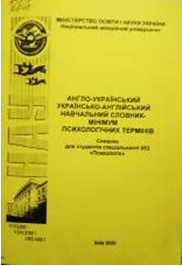 МІНІСТЕРСТВО ОСВІТИ І НАУКИ УКРАЇНИ
Національний авіаційний університет
НАУ
АНГЛО-УКРАЇНСЬКИЙ
УКРАЇНСЬКО-АНГЛІЙСЬКИЙ
НАВЧАЛЬНИЙ СЛОВНИК-
МІНІМУМ
ПСИХОЛОГІЧНИХ ТЕРМІНІВ
Словник
для студентів спеціальності 053
«Психологія»
Київ